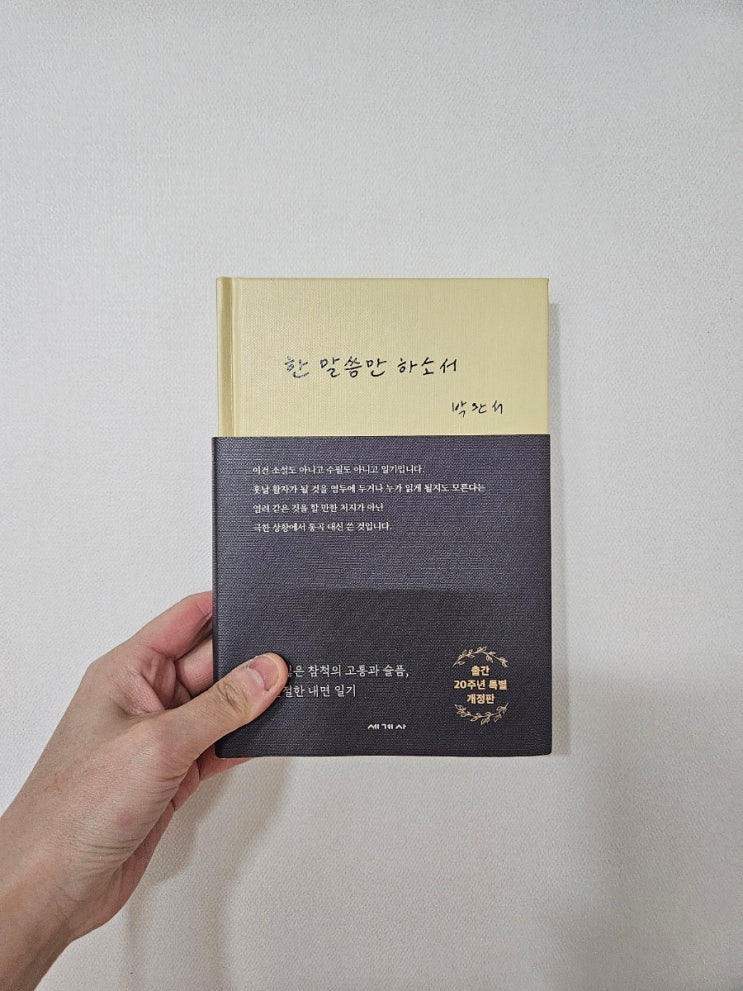 한 말씀만 하소서
박완서
이건 소설도 아니고 수필도 아니고 일기입니다.
훗날 활자가 될 것을 염두에 두거나 누가 읽게 될지도 모른다는
염려 같은 것을 할 만한 처지가 아닌
극한 상황에서 통곡 대신 쓴 것입니다.
은 참척의 고통과 슬픔,
절한 내면 일기
출간
20주년 특별
개정판
세계사